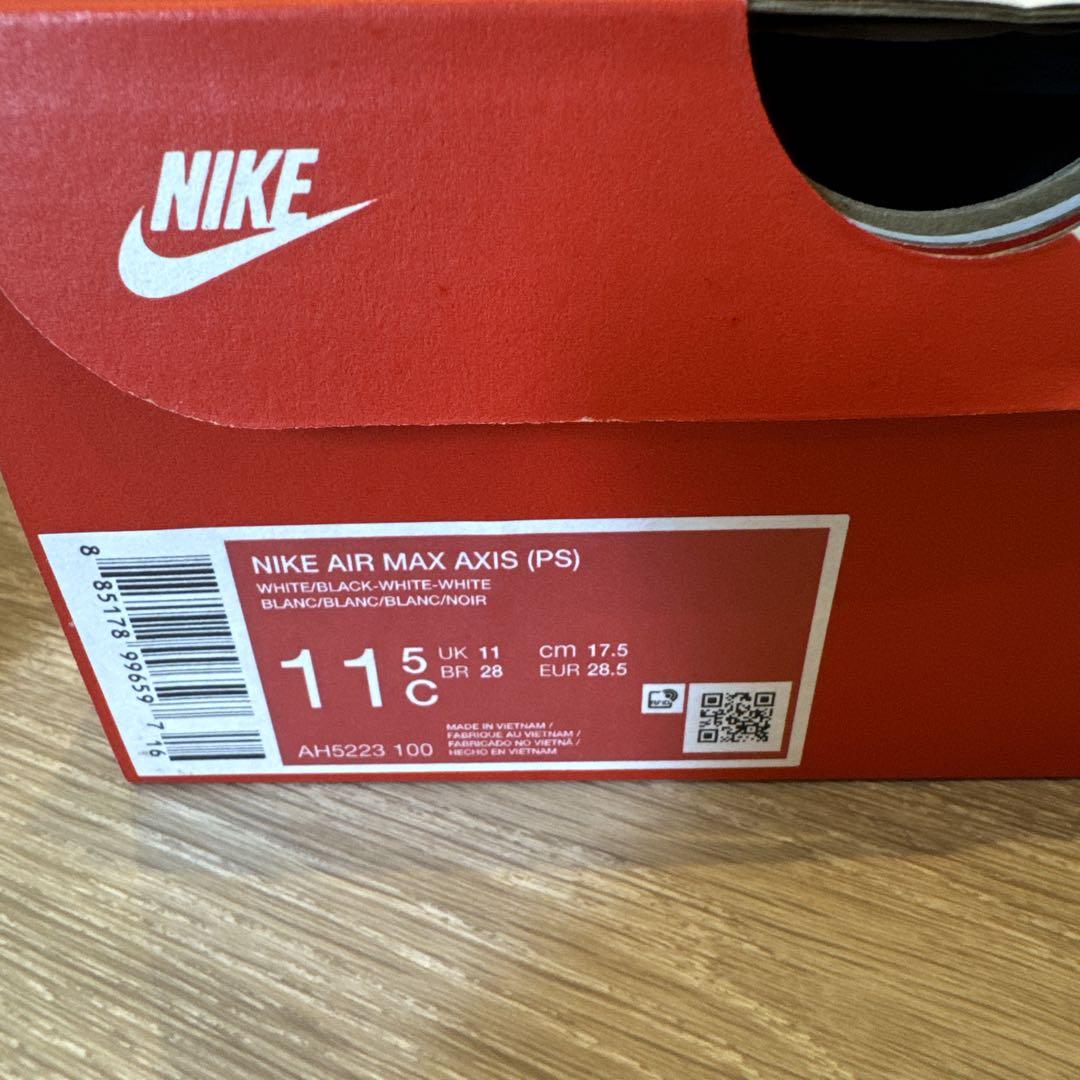 NIKE
NIKE AIR MAX AXIS (PS)
WHITE/BLACK-WHITE-WHITE
BLANC/BLANC/BLANC/NOIR
11 5 C
UK 11 cm 17.5
BR 28 EUR 28.5
RFID
AH5223 100
MADE IN VIETNAM /
FABRIQUE AU VIETNAM /
FABRICADO NO VIETNÃ /
HECHO EN VIETNAM
8 85178 99659 7 16